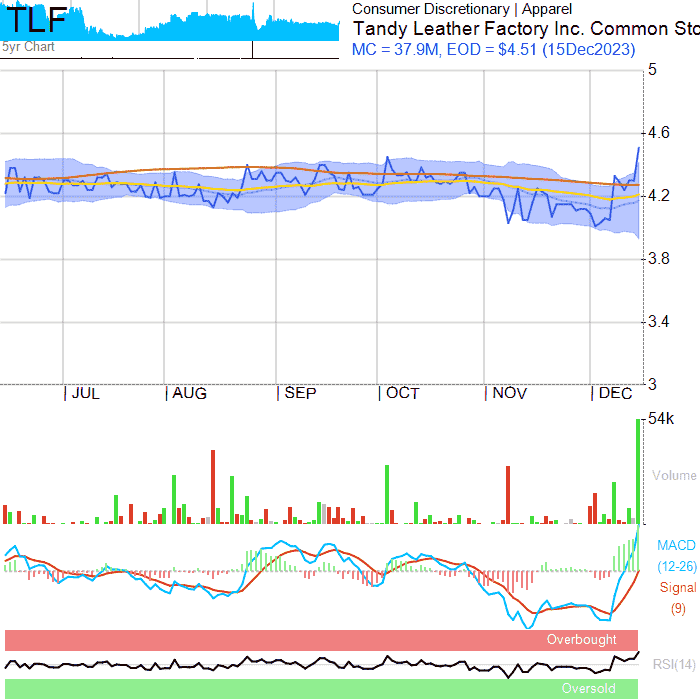 TLF
5yr Chart
Consumer Discretionary | Apparel
Tandy Leather Factory Inc. Common Sto
MC = 37.9M, EOD = $4.51 (15Dec2023)
5
4.6
4.2
3.8
3.4
3
JUL
AUG
SEP
OCT
NOV
DEC
54k
Volume
MACD
(12-26)
Signal
(9)
Overbought
RSI(14)
Oversold